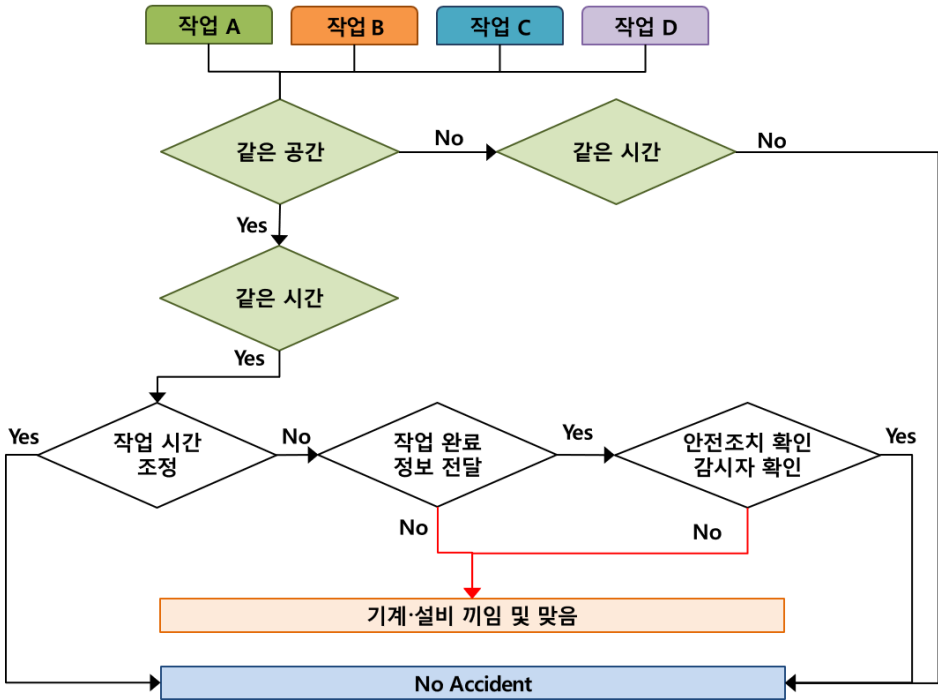 작업 A
작업 B
작업 C
작업 D
같은 공간
No
같은 시간
No
Yes
같은 시간
Yes
Yes
작업 시간
조정
No
작업 완료
정보 전달
Yes
안전조치 확인
감시자 확인
Yes
No
No
기계·설비 끼임 및 맞음
No Accident